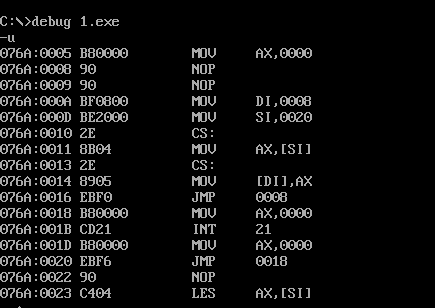 C:\>debug 1.exe
-u
076A:0005 B80000 MOV AX,0000
076A:0008 90 NOP
076A:0009 90 NOP
076A:000A BF0800 MOV DI,0008
076A:000D BE2000 MOV SI,0020
076A:0010 2E CS:
076A:0011 8B04 MOV AX,[SI]
076A:0013 2E CS:
076A:0014 8905 MOV [DI],AX
076A:0016 EBF0 JMP 0008
076A:0018 B80000 MOV AX,0000
076A:001B CD21 INT 21
076A:001D B80000 MOV AX,0000
076A:0020 EBF6 JMP 0018
076A:0022 90 NOP
076A:0023 C404 LES AX,[SI]